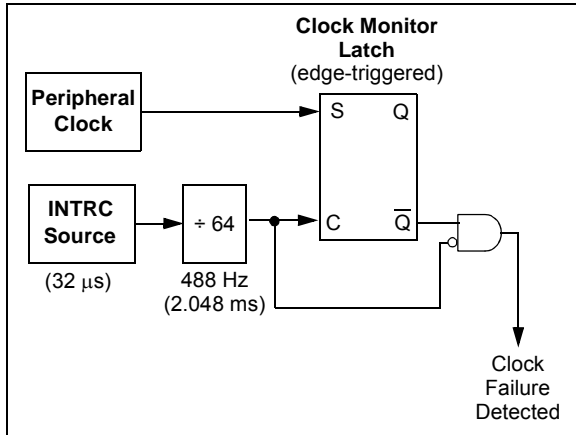 Clock Monitor
Latch
(edge-triggered)
Peripheral
Clock
S Q
INTRC
Source
÷ 64
C Q̅
(32 μs)
488 Hz
(2.048 ms)
Clock
Failure
Detected